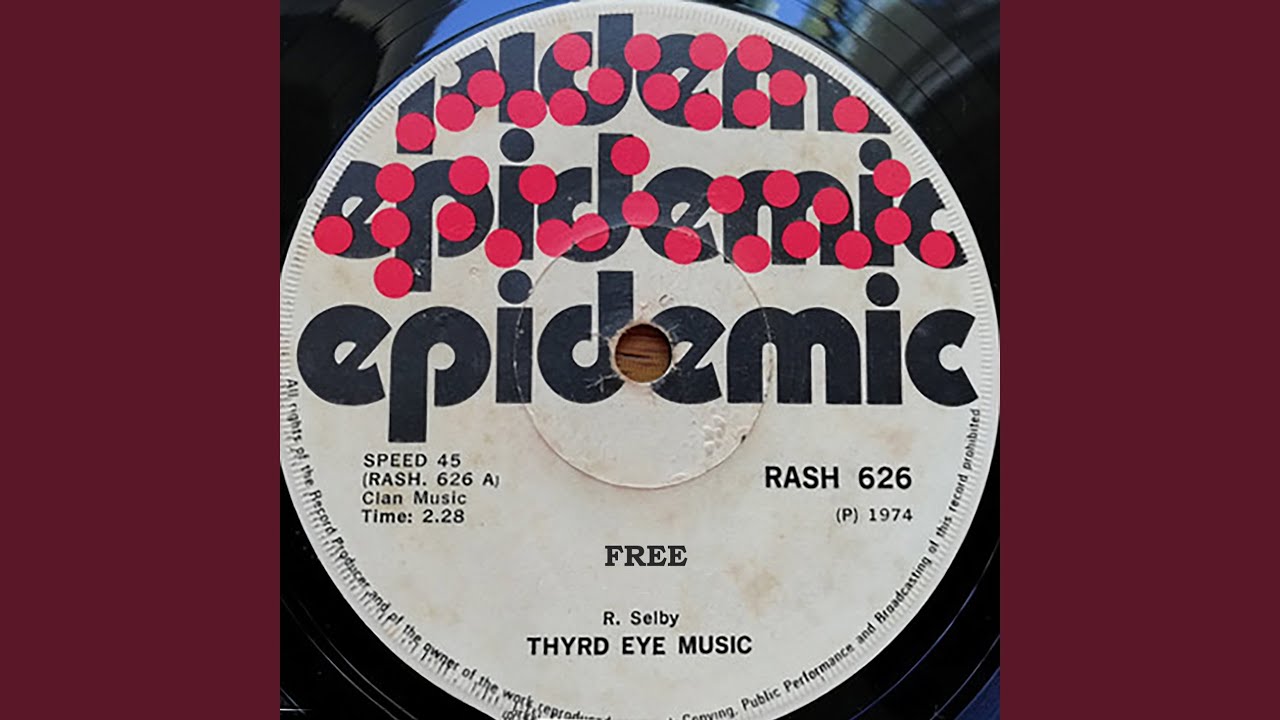 epidem
epidemic
epidemic
SPEED 45
(RASH. 626 A)
Clan Music
Time: 2.28
RASH 626
(P) 1974
FREE
R. Selby
THYRD EYE MUSIC
All rights of the Record Producer and of the owner of the work reproduced
Copying, Public Performance and Broadcasting of this record prohibited